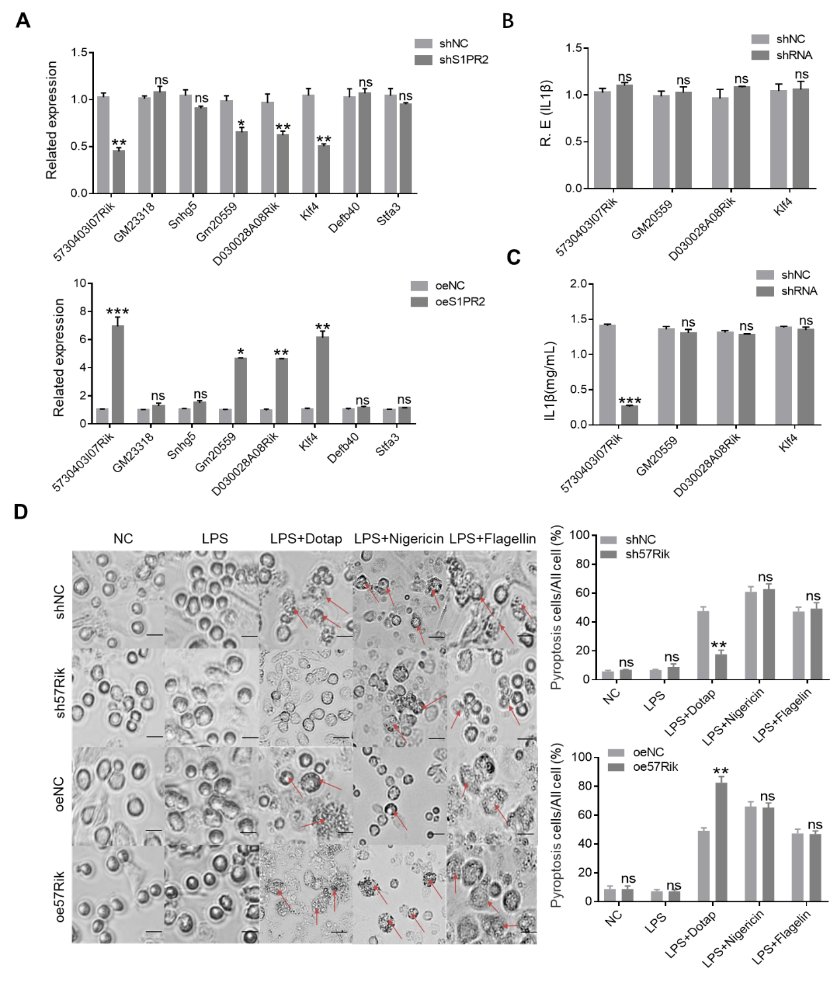 A
shNC
shS1PR2
Related expression
1.5
1.0
0.5
0.0
**
ns
ns
*
**
**
ns
ns
5730403I07Rik
GM23318
Snhg5
Gm20559
D030028A08Rik
Klf4
Defb40
Stfa3
oeNC
oeS1PR2
Related expression
10
8
6
4
2
0
***
ns
ns
*
**
**
ns
ns
5730403I07Rik
GM23318
Snhg5
Gm20559
D030028A08Rik
Klf4
Defb40
Stfa3
B
shNC
shRNA
R. E (IL1β)
1.5
1.0
0.5
0.0
ns
ns
ns
ns
5730403I07Rik
GM20559
D030028A08Rik
Klf4
C
shNC
shRNA
IL1β(mg/mL)
2.0
1.5
1.0
0.5
0.0
***
ns
ns
ns
5730403I07Rik
GM20559
D030028A08Rik
Klf4
D
NC
LPS
LPS+Dotap
LPS+Nigericin
LPS+Flagellin
shNC
sh57Rik
oeNC
oe57Rik
shNC
sh57Rik
Pyroptosis cells/All cell (%)
100
80
60
40
20
0
ns
ns
**
ns
ns
NC
LPS
LPS+Dotap
LPS+Nigericin
LPS+Flagelin
oeNC
oe57Rik
Pyroptosis cells/All cell (%)
100
80
60
40
20
0
ns
ns
**
ns
ns
NC
LPS
LPS+Dotap
LPS+Nigericin
LPS+Flagelin